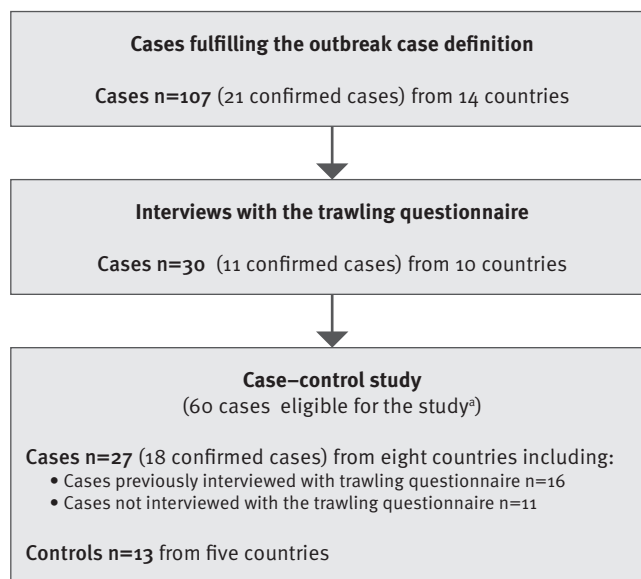 Cases fulfilling the outbreak case definition
Cases n=107 (21 confirmed cases) from 14 countries
Interviews with the trawling questionnaire
Cases n=30 (11 confirmed cases) from 10 countries
Case–control study
(60 cases eligible for the studyᵃ)
Cases n=27 (18 confirmed cases) from eight countries including:
• Cases previously interviewed with trawling questionnaire n=16
• Cases not interviewed with the trawling questionnaire n=11
Controls n=13 from five countries